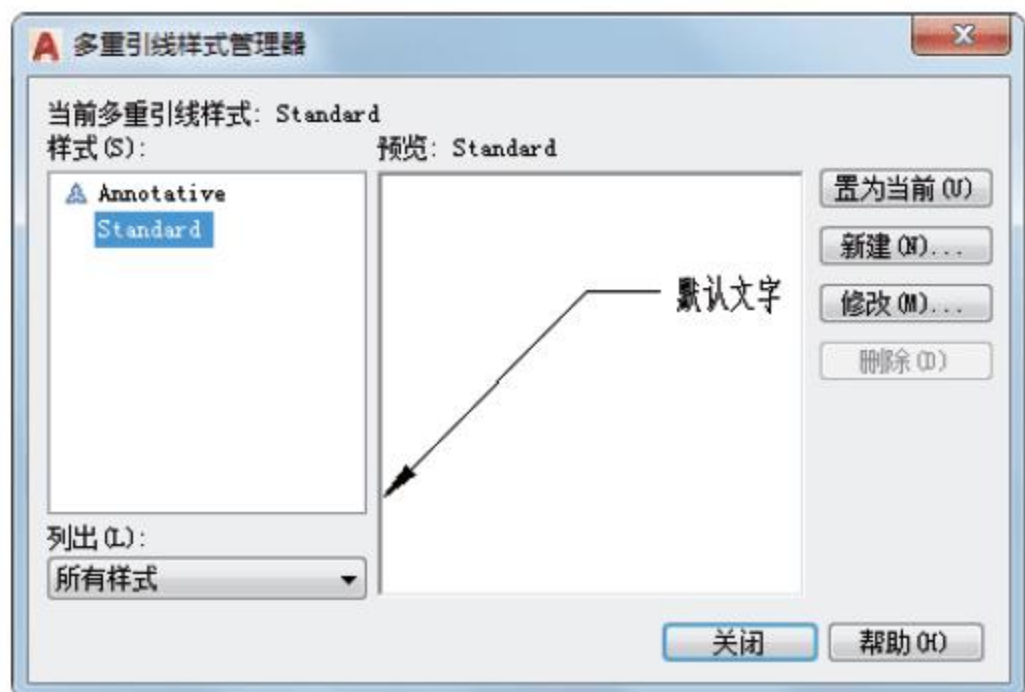 多重引线样式管理器
当前多重引线样式: Standard
样式(S):
预览: Standard
Annotative
Standard
默认文字
置为当前(U)
新建(N)...
修改(M)...
删除(D)
列出(L):
所有样式
关闭
帮助(H)